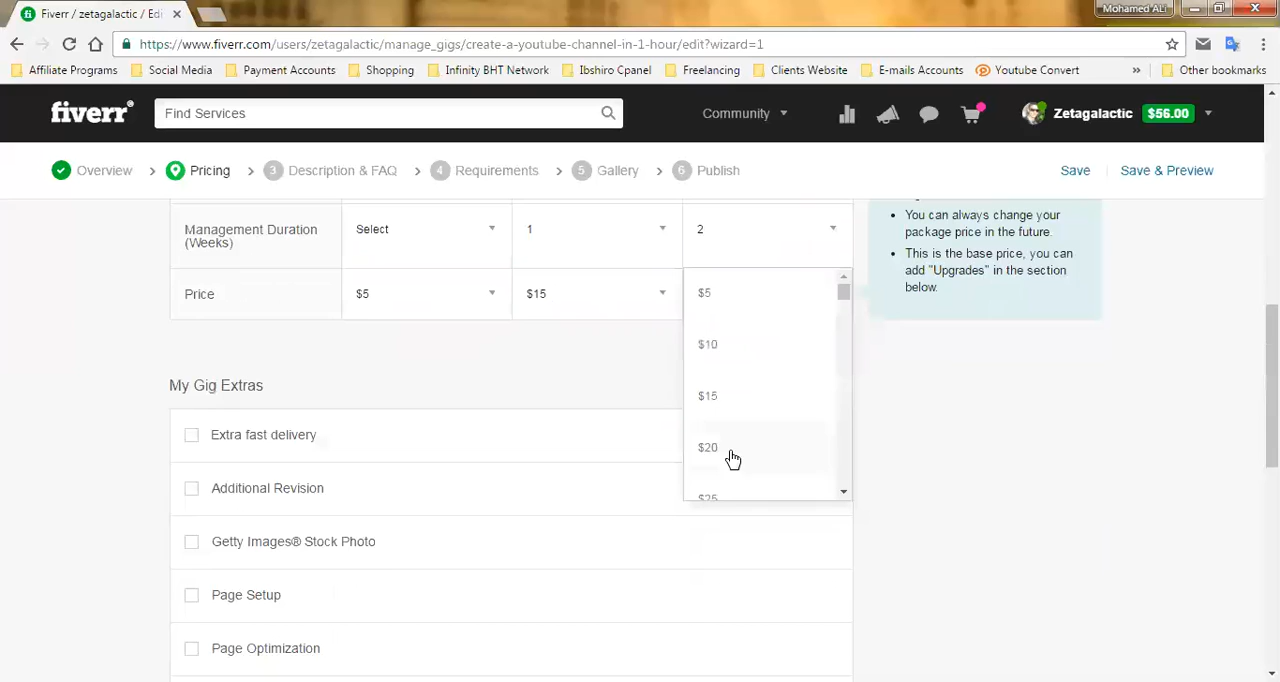 Fiverr / zetagalactic / Edi
Mohamed ALi
https://www.fiverr.com/users/zetagalactic/manage_gigs/create-a-youtube-channel-in-1-hour/edit?wizard=1
Affiliate Programs Social Media Payment Accounts Shopping Infinify BHT Network Ibshiro Cpanel Freelancing Clients Website E-mails Accounts Youtube Convert » Other bookmarks
fiverr® Find Services Community Zetagalactic $56.00
Overview > Pricing > 3 Description & FAQ > 4 Requirements > 5 Gallery > 6 Publish Save Save & Preview
Management Duration
(Weeks)
Select 1 2
Price $5 $15
$5
$10
$15
$20
$25
• You can always change your
package price in the future.
• This is the base price, you can
add "Upgrades" in the section
below.
My Gig Extras
Extra fast delivery
Additional Revision
Getty Images® Stock Photo
Page Setup
Page Optimization